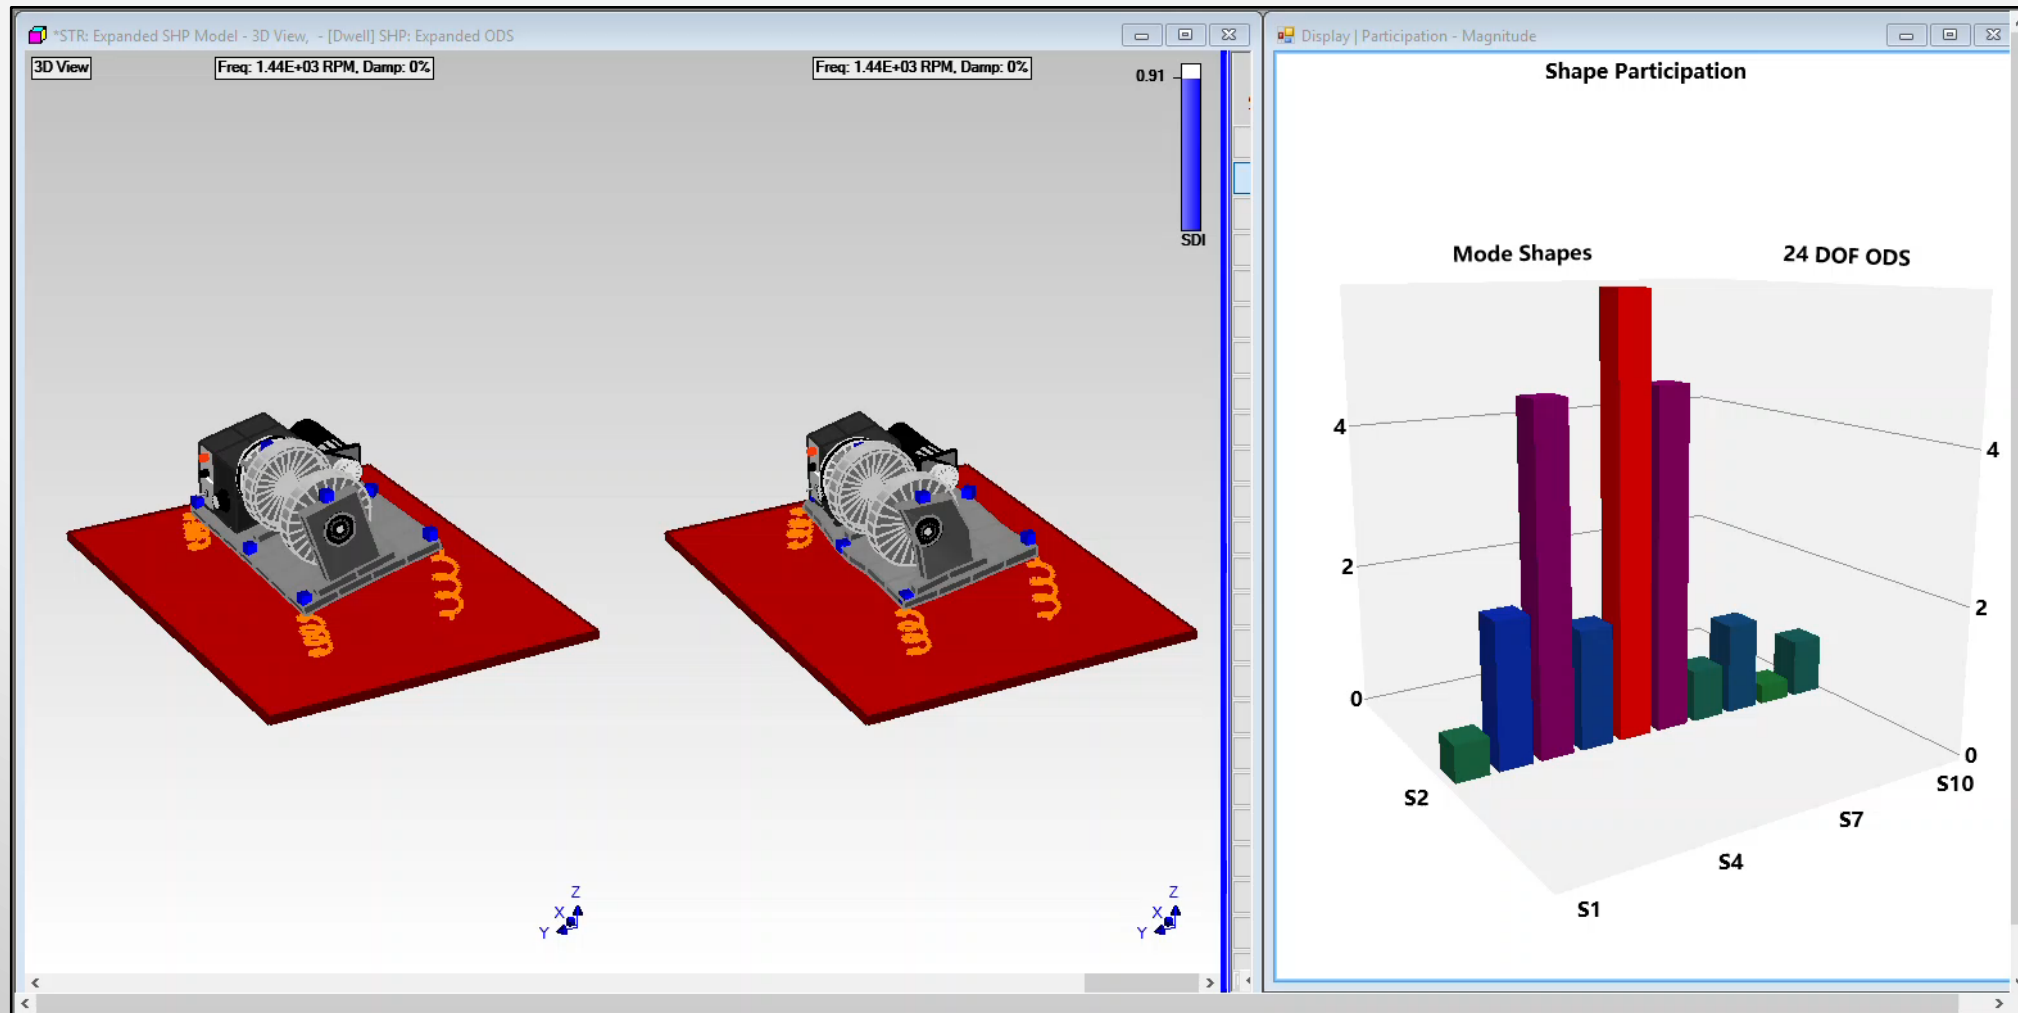 *STR: Expanded SHP Model - 3D View,  - [Dwell] SHP: Expanded ODS
3D View
Freq: 1.44E+03 RPM, Damp: 0%
Freq: 1.44E+03 RPM, Damp: 0%
0.91
SDI
Z
X
Y
Z
X
Y
Display | Participation - Magnitude
Shape Participation
Mode Shapes
24 DOF ODS
4
4
2
2
0
0
S2
S10
S7
S4
S1